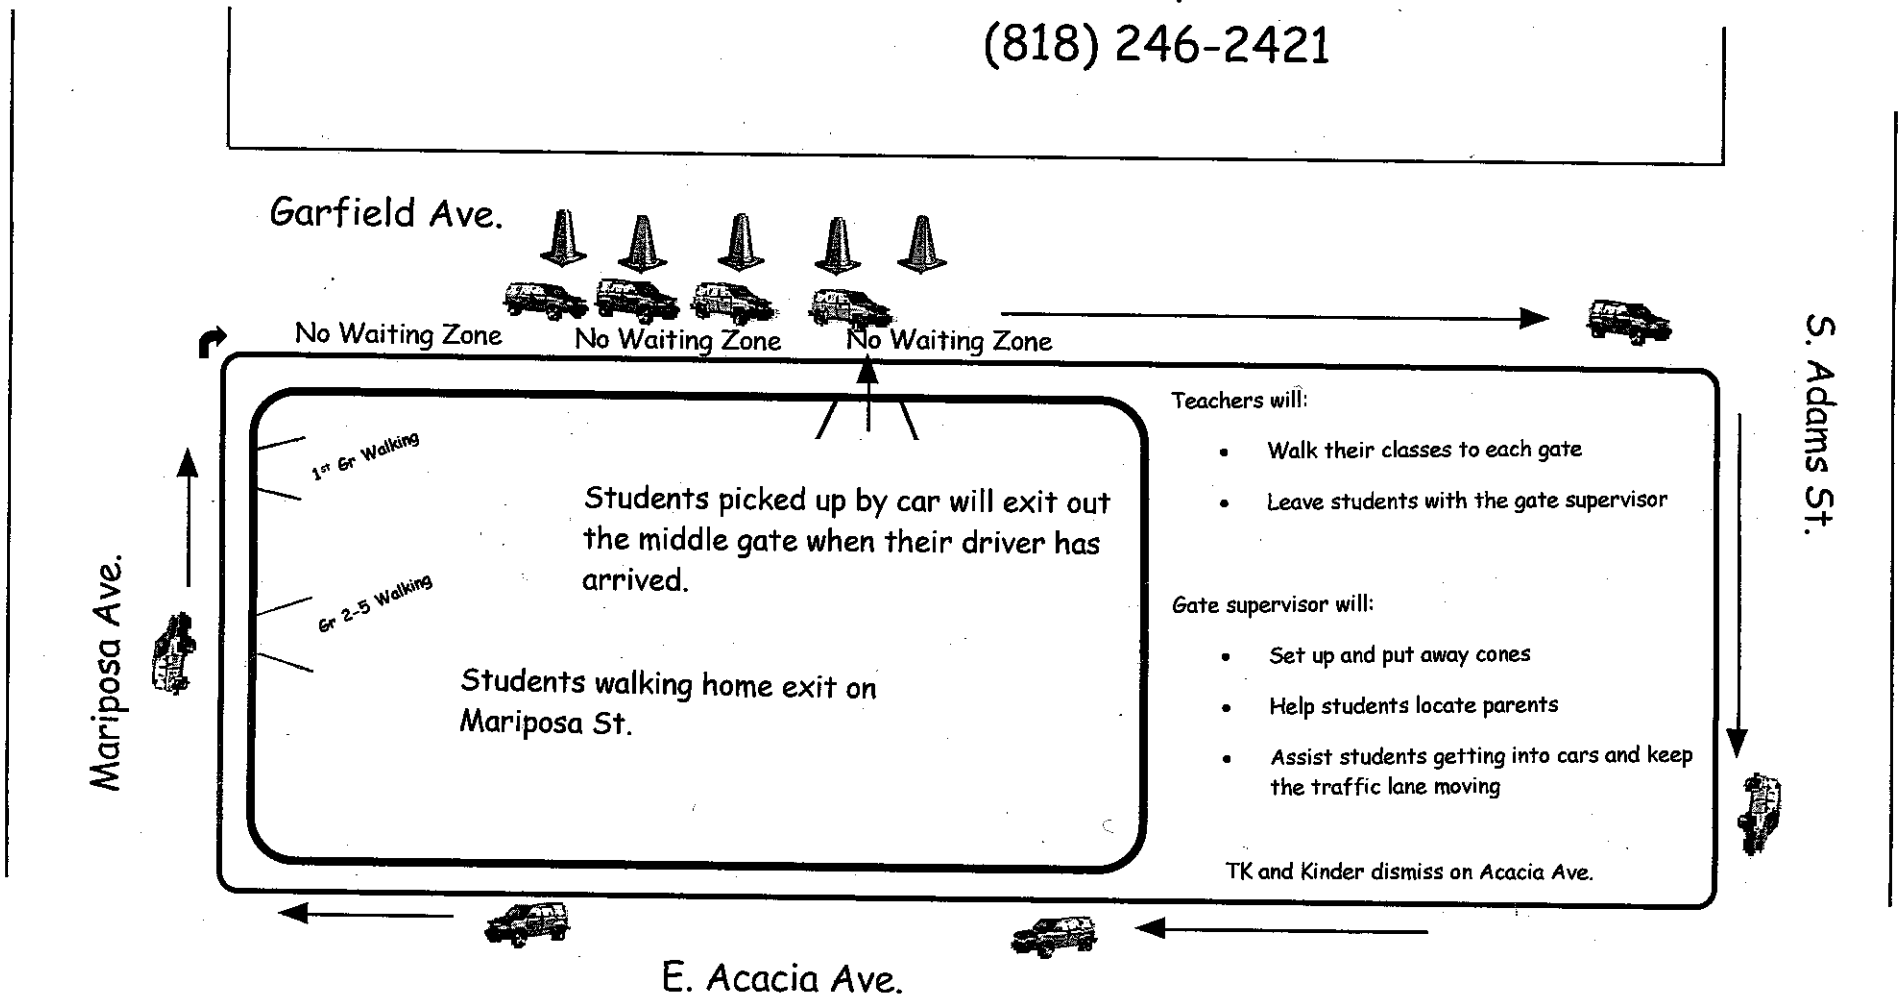 (818) 246-2421
Garfield Ave.
No Waiting Zone
No Waiting Zone
No Waiting Zone
S. Adams St.
Mariposa Ave.
1st Gr Walking
Gr 2-5 Walking
Students picked up by car will exit out
the middle gate when their driver has
arrived.
Students walking home exit on
Mariposa St.
Teachers will:
• Walk their classes to each gate
• Leave students with the gate supervisor
Gate supervisor will:
• Set up and put away cones
• Help students locate parents
• Assist students getting into cars and keep
the traffic lane moving
TK and Kinder dismiss on Acacia Ave.
E. Acacia Ave.